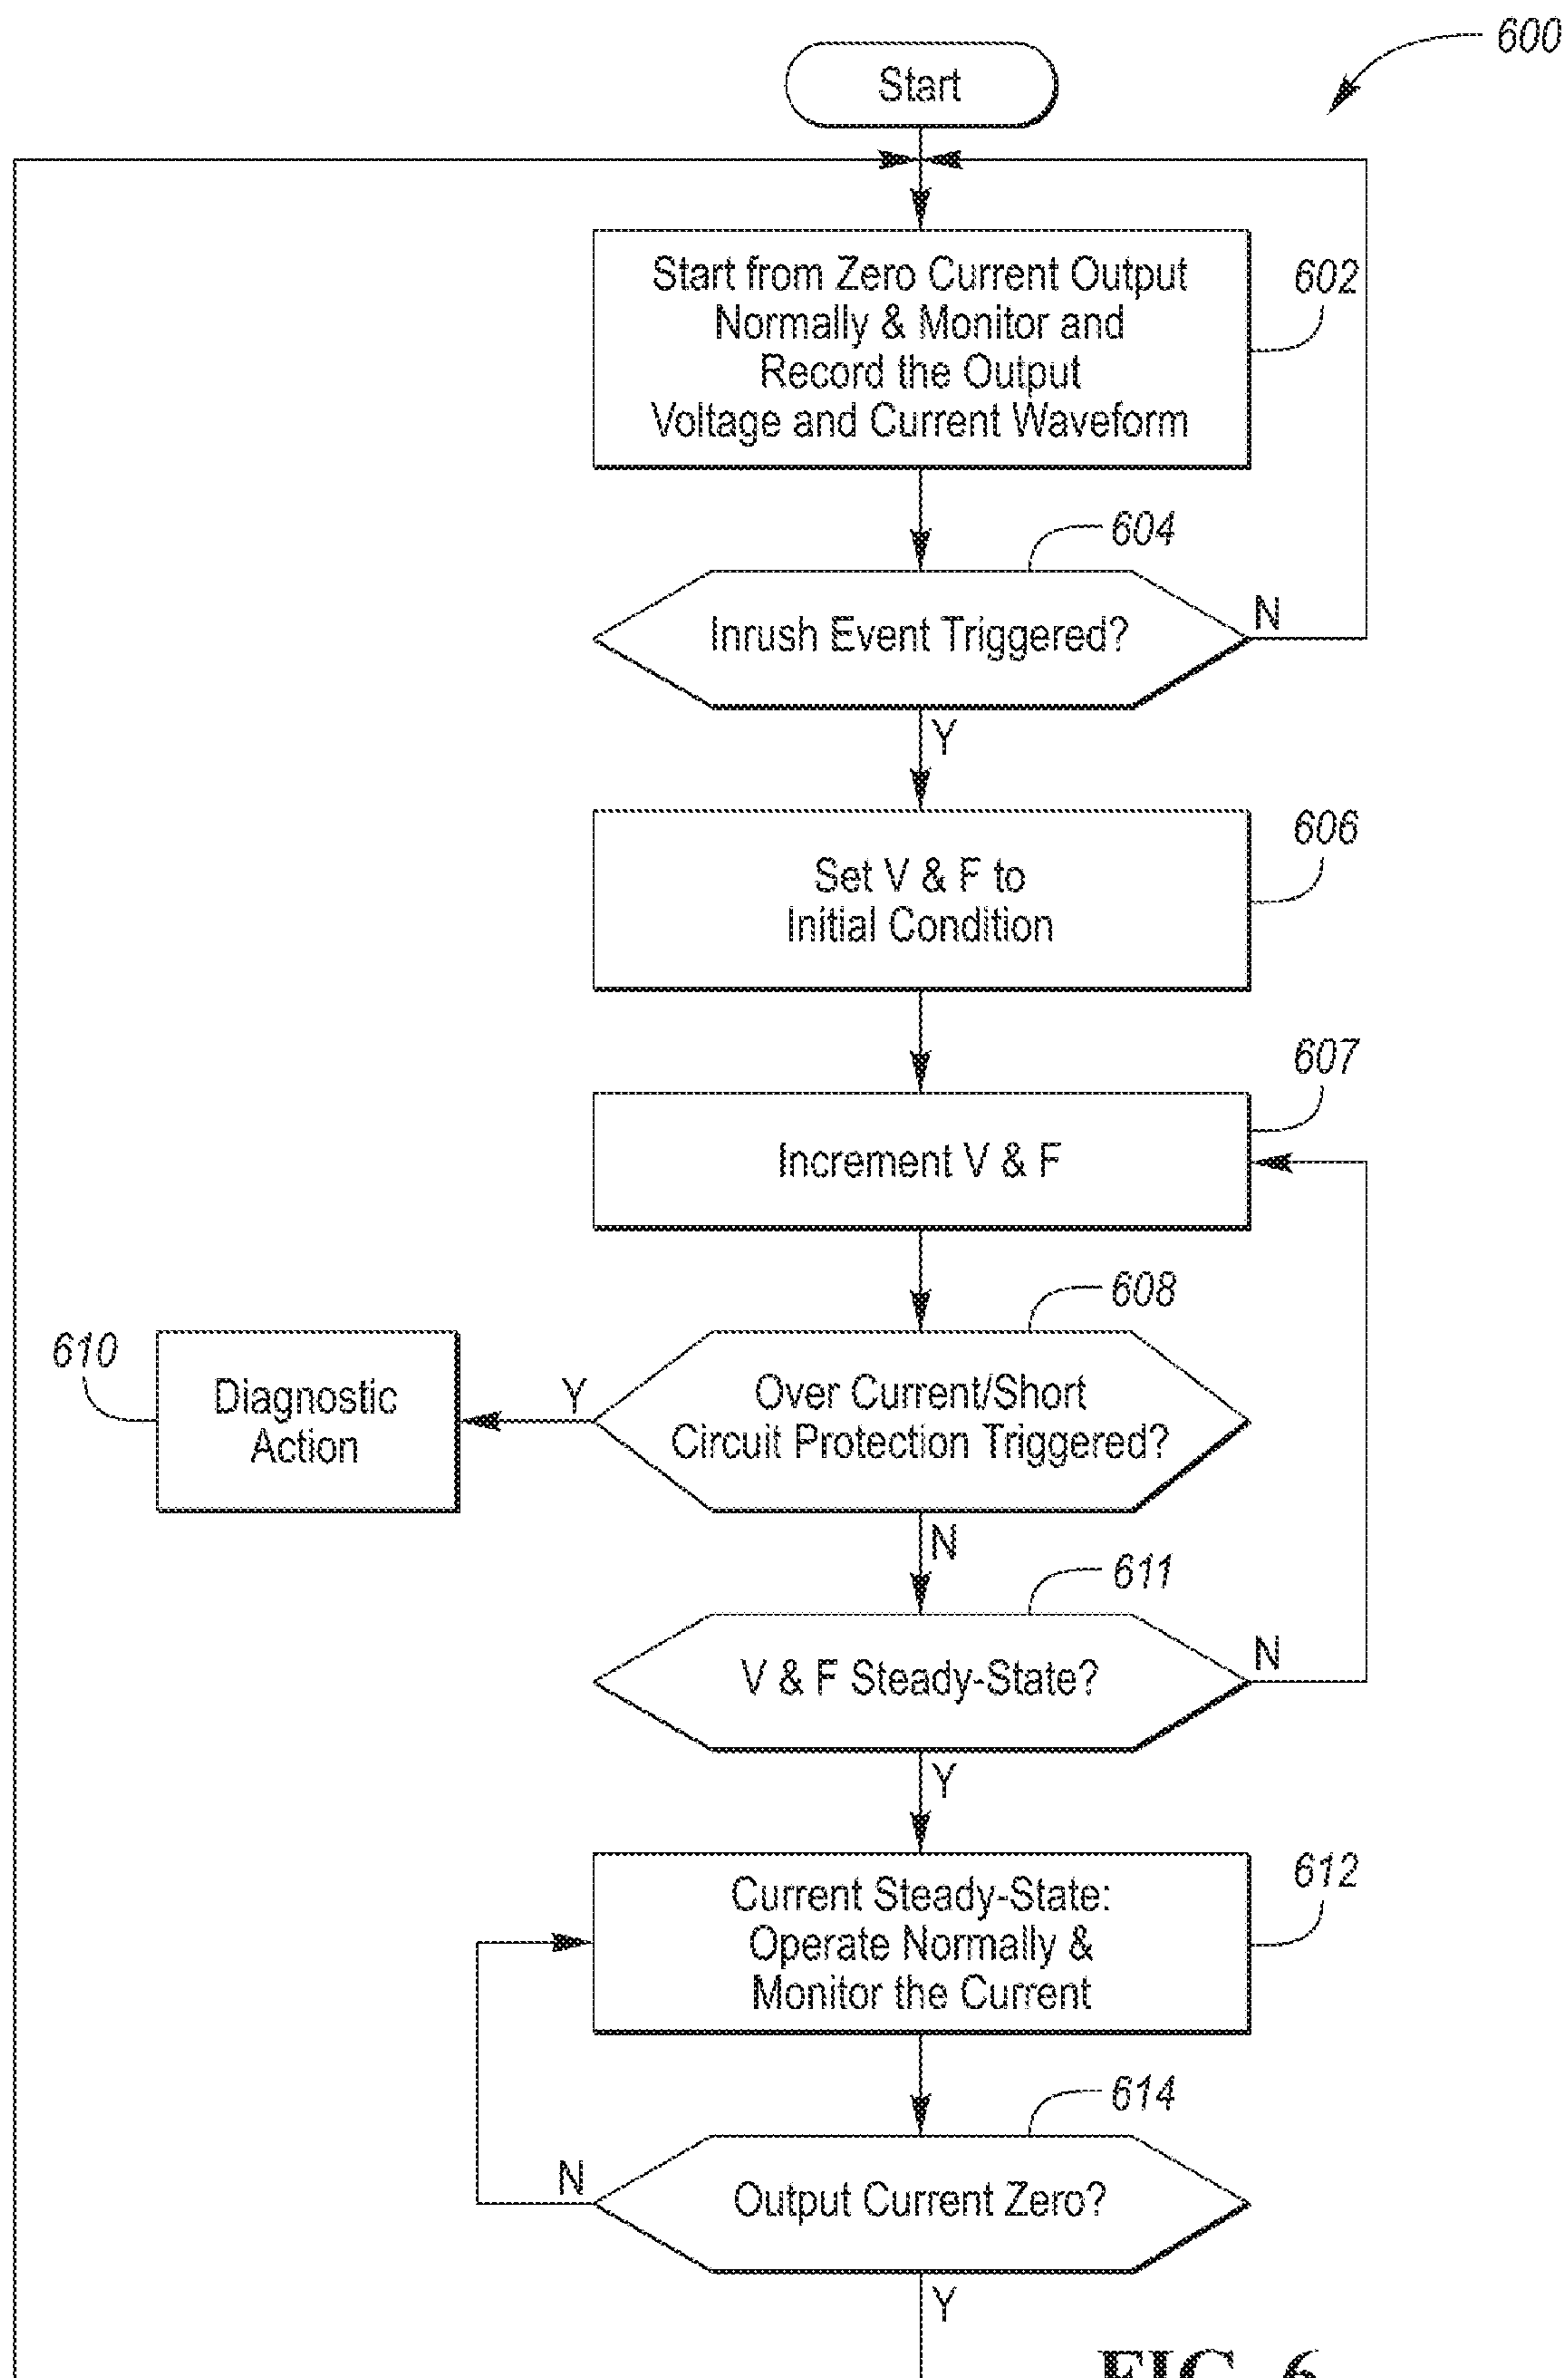 600
Start
Start from Zero Current Output
Normally & Monitor and
Record the Output
Voltage and Current Waveform
602
604
Inrush Event Triggered?
N
Y
606
Set V & F to
Initial Condition
607
Increment V & F
608
610
Diagnostic
Action
Y
Over Current/Short
Circuit Protection Triggered?
N
611
V & F Steady-State?
N
Y
612
Current Steady-State:
Operate Normally &
Monitor the Current
614
N
Output Current Zero?
Y
FIG. 6